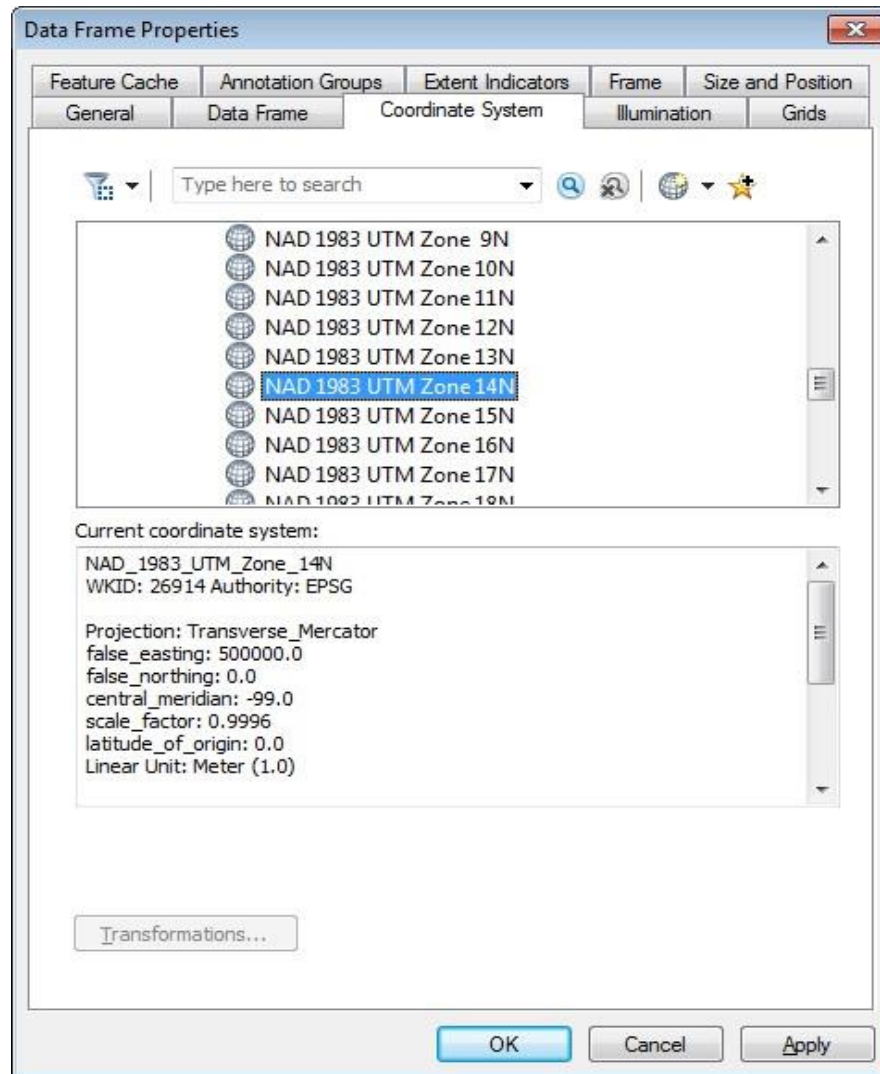 Data Frame Properties
Feature Cache Annotation Groups Extent Indicators Frame Size and Position
General Data Frame Coordinate System Illumination Grids
Type here to search
NAD 1983 UTM Zone 9N
NAD 1983 UTM Zone 10N
NAD 1983 UTM Zone 11N
NAD 1983 UTM Zone 12N
NAD 1983 UTM Zone 13N
NAD 1983 UTM Zone 14N
NAD 1983 UTM Zone 15N
NAD 1983 UTM Zone 16N
NAD 1983 UTM Zone 17N
NAD 1983 UTM Zone 18N
Current coordinate system:
NAD_1983_UTM_Zone_14N
WKID: 26914 Authority: EPSG
Projection: Transverse_Mercator
false_easting: 500000.0
false_northing: 0.0
central_meridian: -99.0
scale_factor: 0.9996
latitude_of_origin: 0.0
Linear Unit: Meter (1.0)
Transformations...
OK Cancel Apply